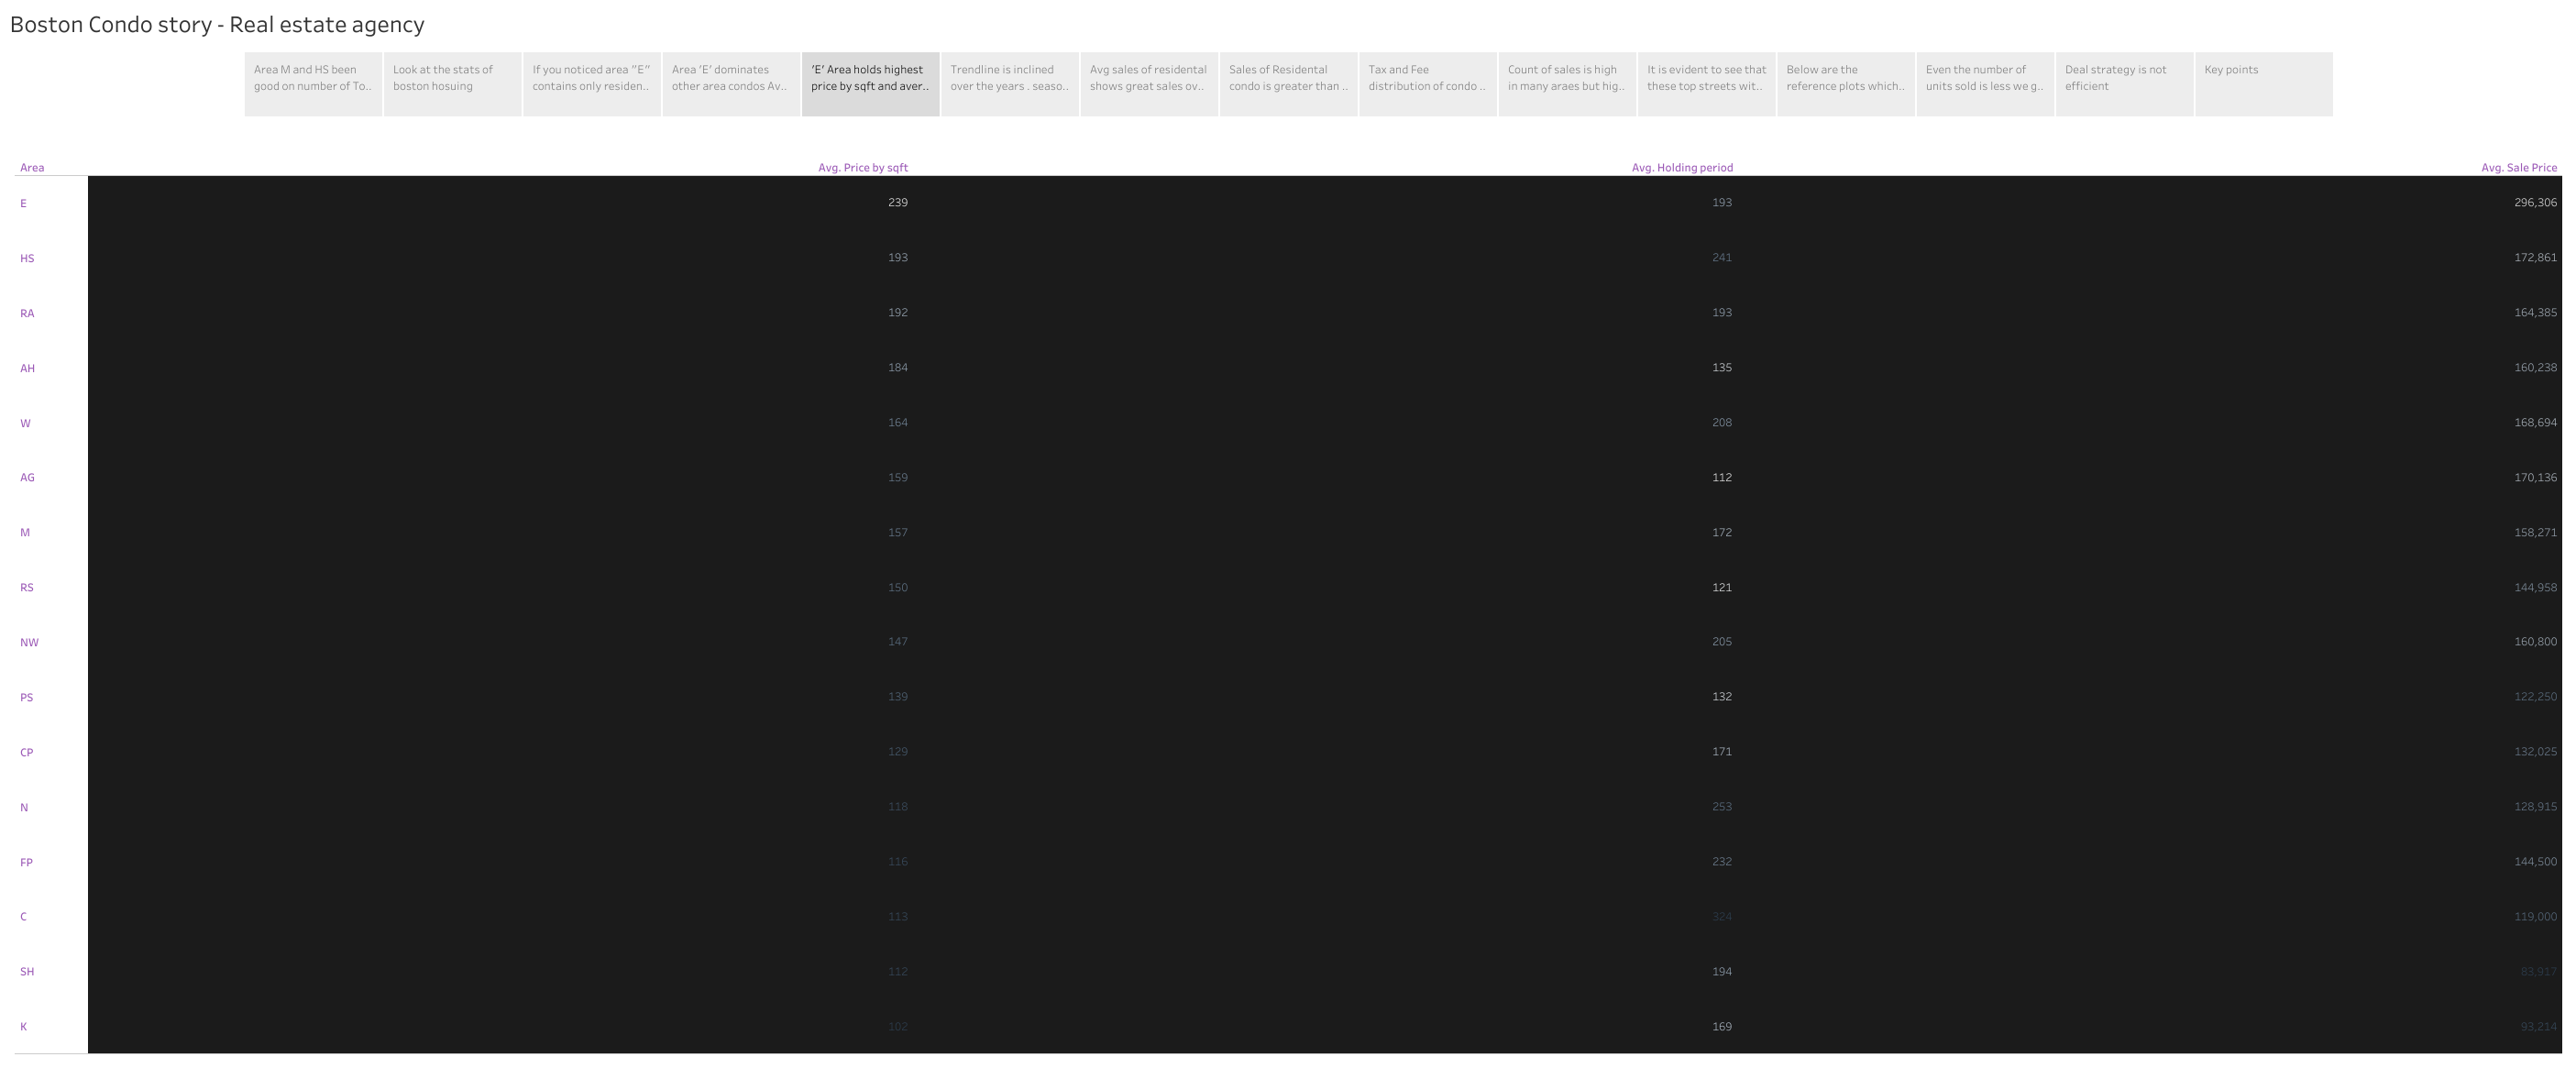 Boston Condo story - Real estate agency
Area M and HS been
good on number of To..
Look at the stats of
boston hosuing
If you noticed area "E"
contains only residen..
Area 'E' dominates
other area condos Av..
'E' Area holds highest
price by sqft and aver..
Trendline is inclined
over the years . seaso..
Avg sales of residental
shows great sales ov..
Sales of Residental
condo is greater than ..
Tax and Fee
distribution of condo ..
Count of sales is high
in many araes but hig..
It is evident to see that
these top streets wit..
Below are the
reference plots which..
Even the number of
units sold is less we g..
Deal strategy is not
efficient
Key points
Area Avg. Price by sqft Avg. Holding period Avg. Sale Price
E 239 193 296,306
HS 193 241 172,861
RA 192 193 164,385
AH 184 135 160,238
W 164 208 168,694
AG 159 112 170,136
M 157 172 158,271
RS 150 121 144,958
NW 147 205 160,800
PS 139 132 122,250
CP 129 171 132,025
N 118 253 128,915
FP 116 232 144,500
C 113 324 119,000
SH 112 194 83,917
K 102 169 93,214